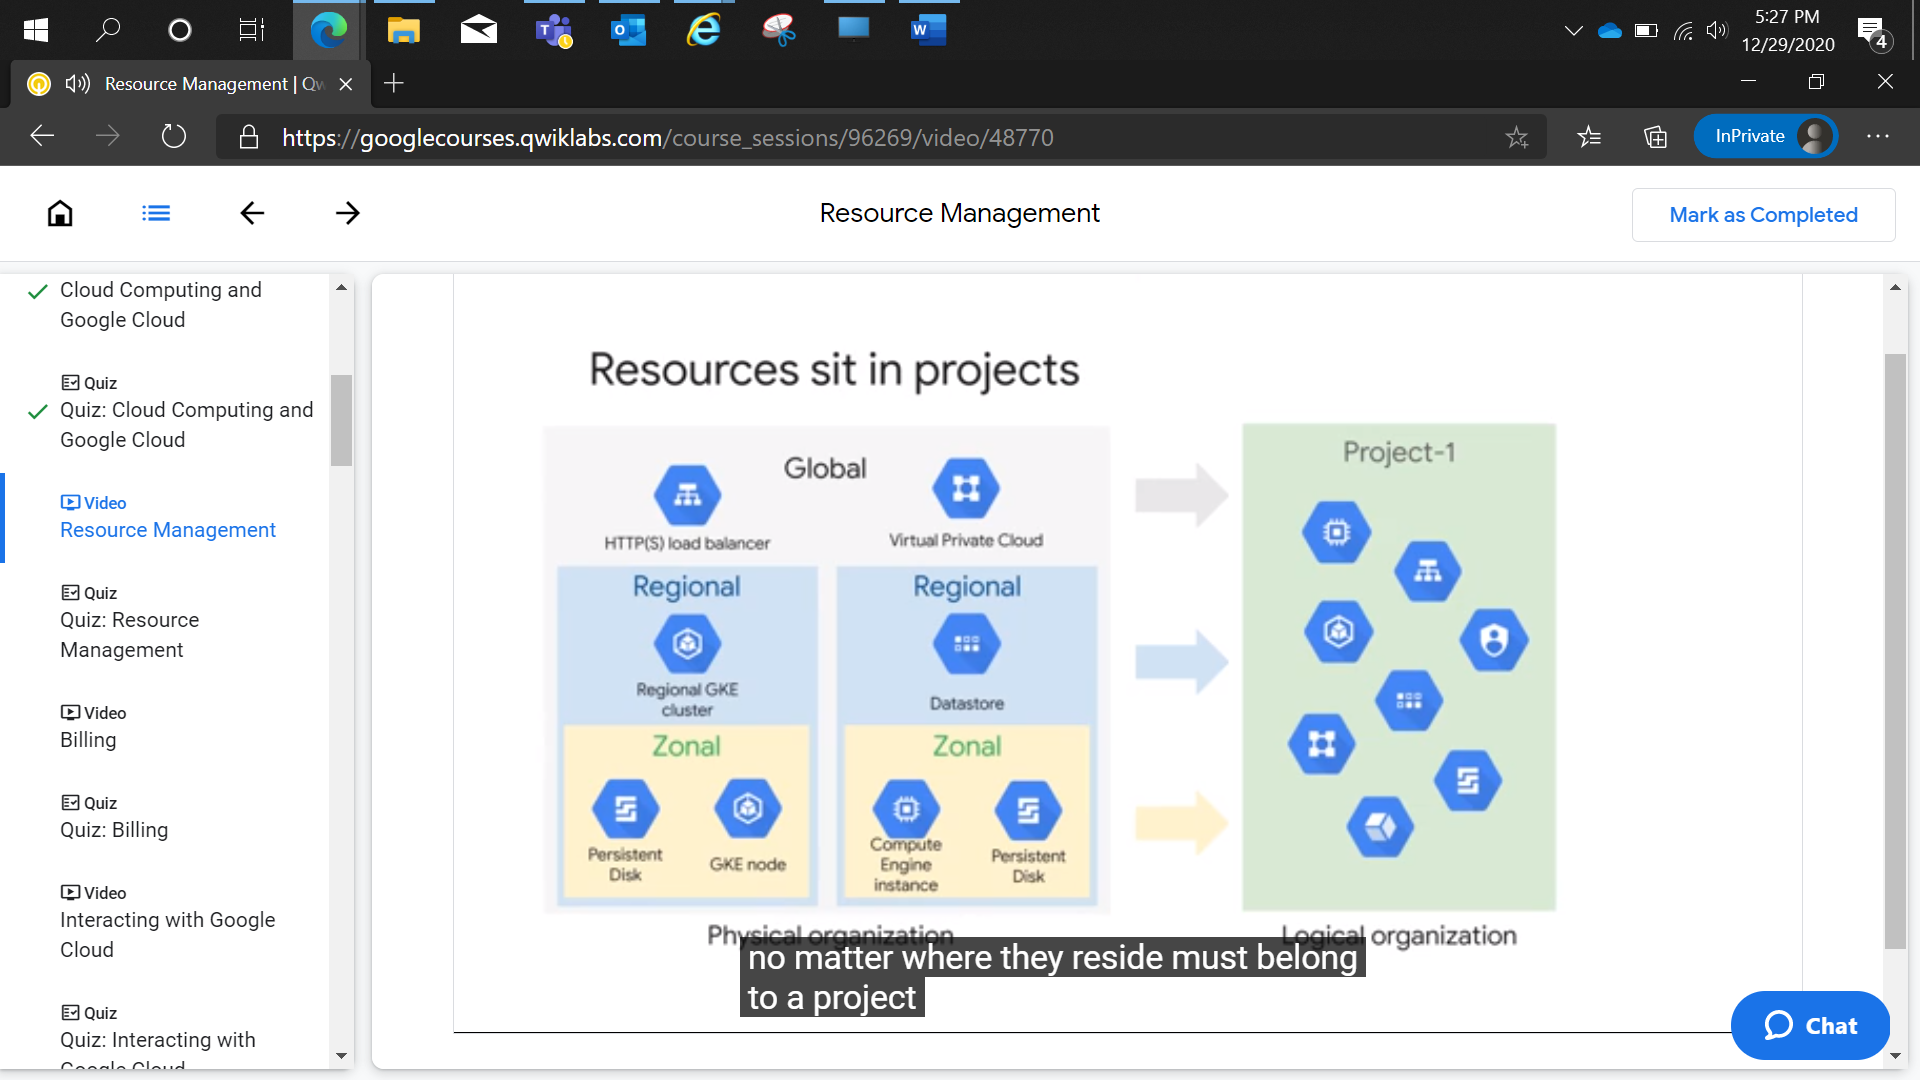 5:27 PM
12/29/2020
4
Resource Management | Qw
https://googlecourses.qwiklabs.com/course_sessions/96269/video/48770
InPrivate
Resource Management
Mark as Completed
Cloud Computing and
Google Cloud
Quiz
Quiz: Cloud Computing and
Google Cloud
Video
Resource Management
Quiz
Quiz: Resource
Management
Video
Billing
Quiz
Quiz: Billing
Video
Interacting with Google
Cloud
Quiz
Quiz: Interacting with
Google Cloud
Resources sit in projects
Global
HTTP(S) load balancer
Virtual Private Cloud
Regional
Regional GKE
cluster
Regional
Datastore
Zonal
Persistent
Disk
GKE node
Zonal
Compute
Engine
instance
Persistent
Disk
Physical organization
Project-1
Logical organization
no matter where they reside must belong
to a project
Chat